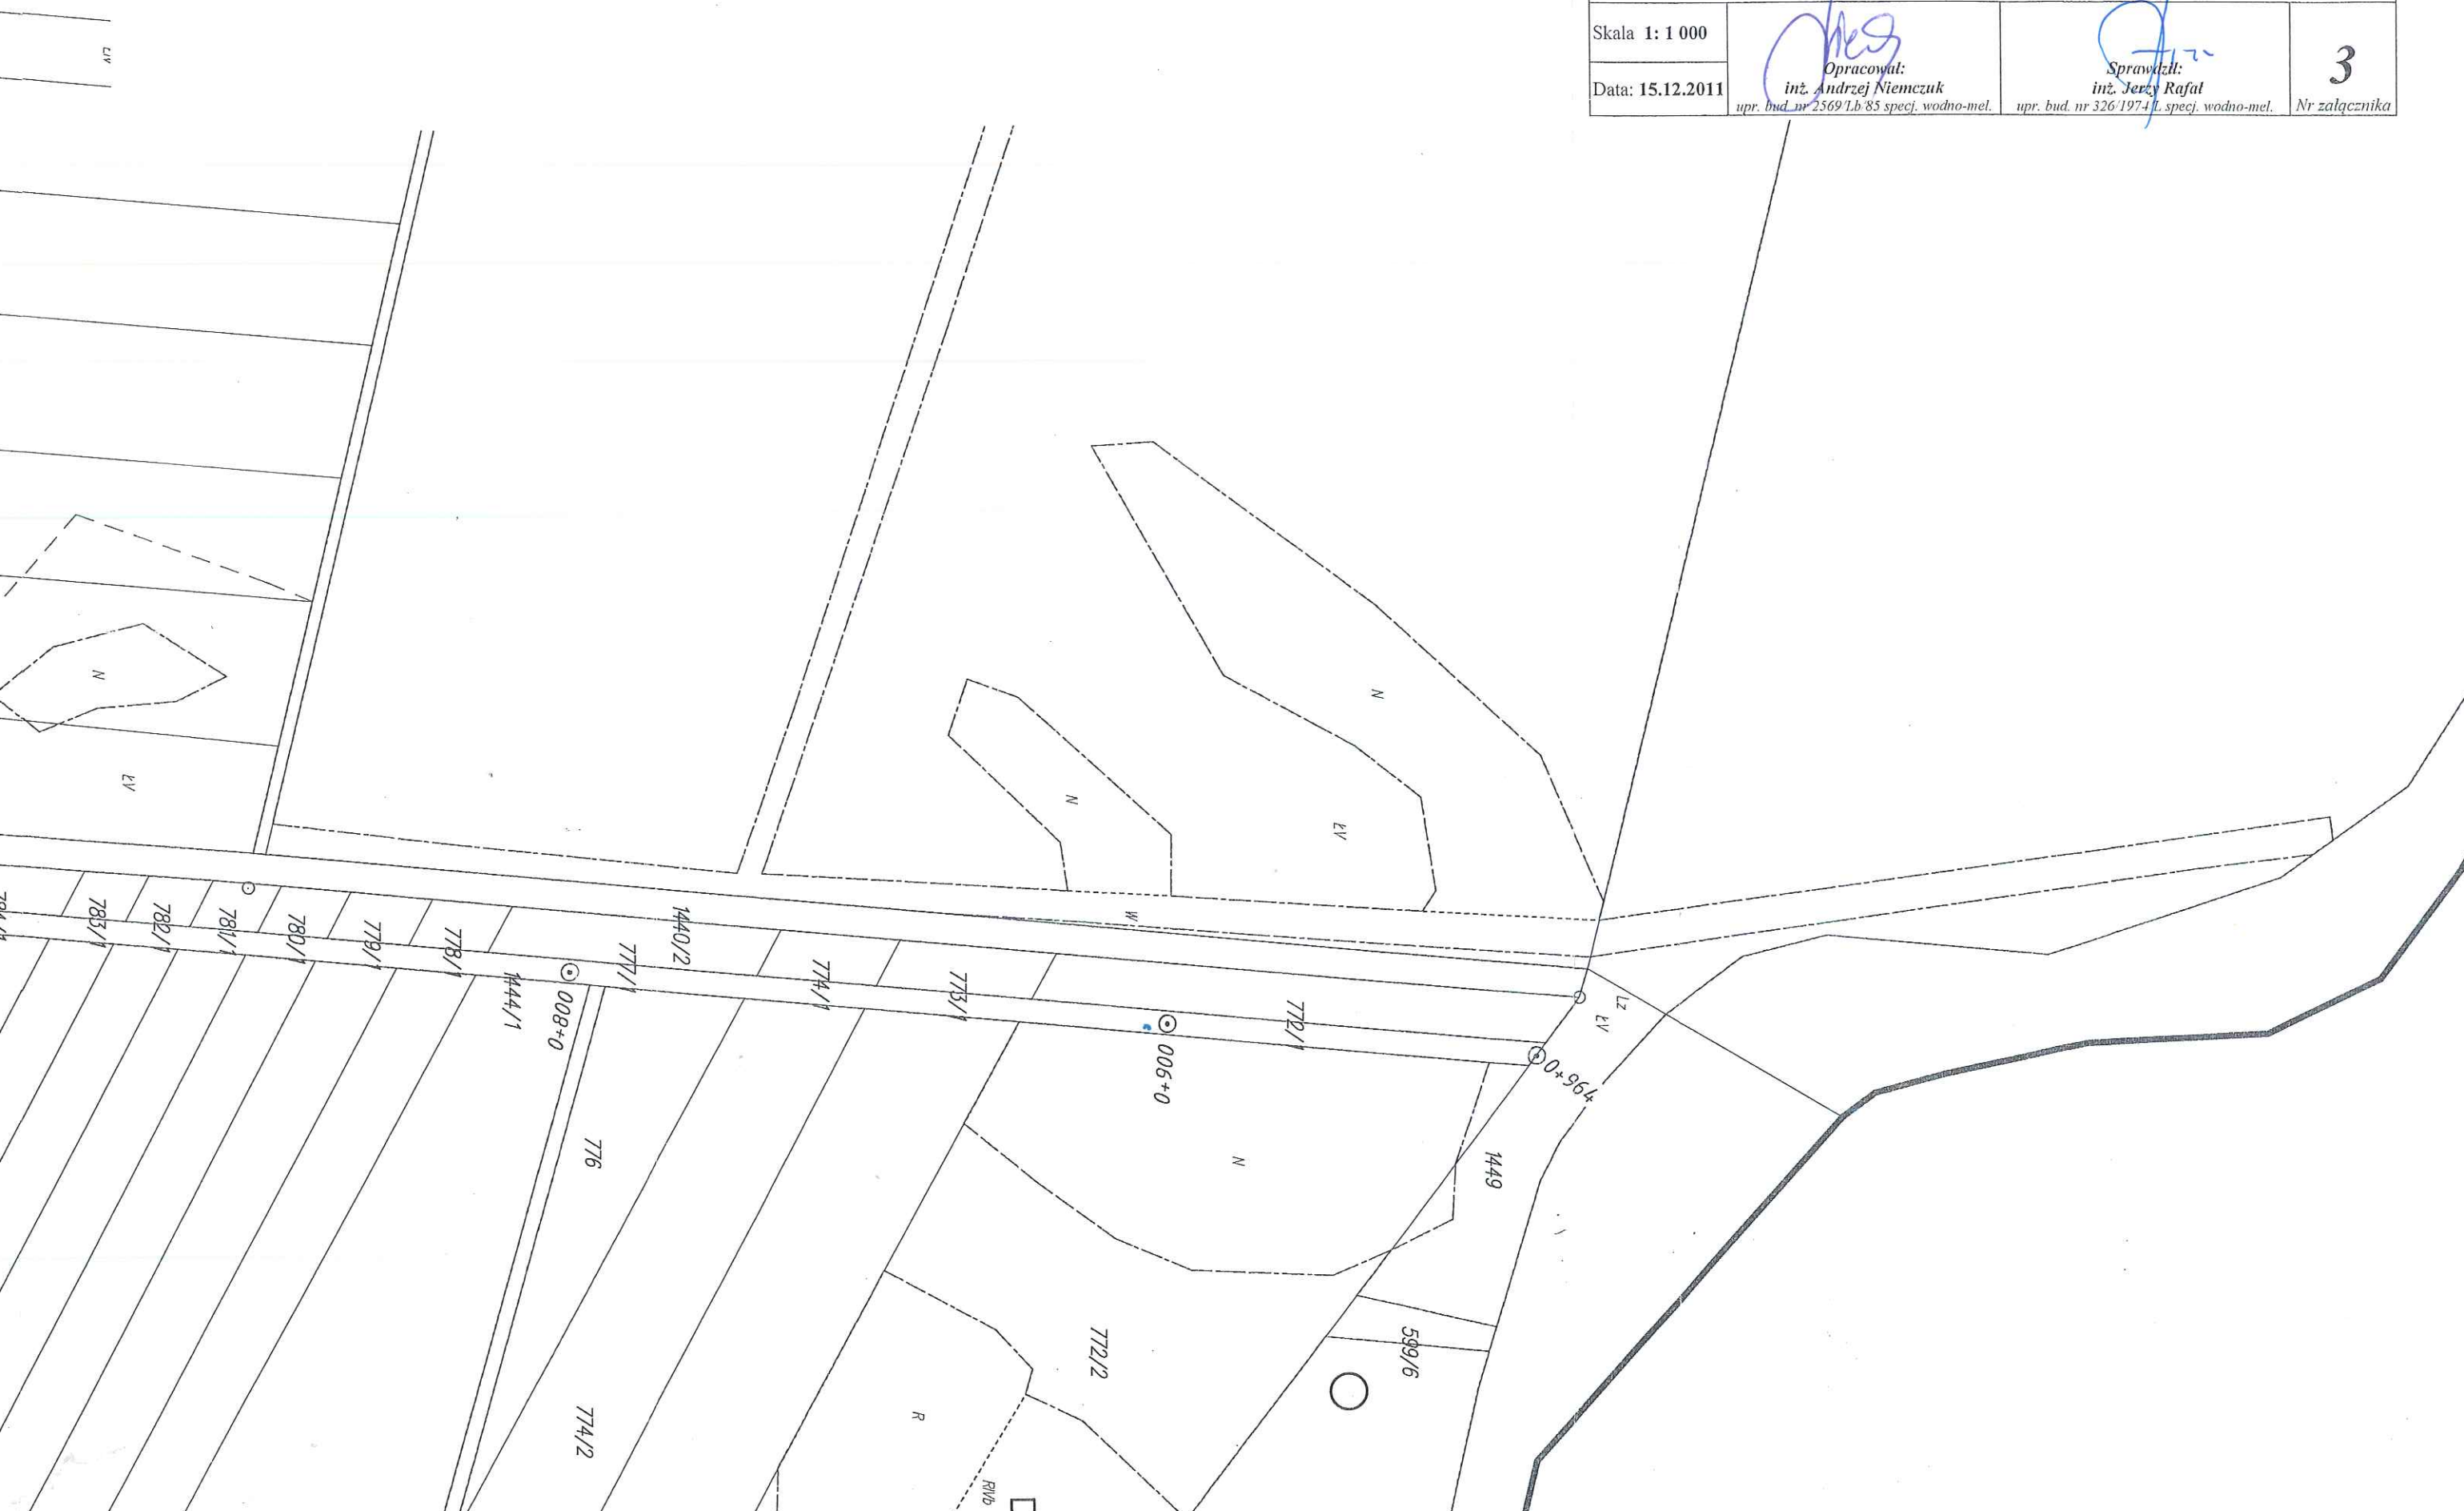 Skala 1: 1 000
Data: 15.12.2011
Opracował:
inż. Andrzej Niemczuk
upr. bud. nr 2569/Lb/85 specj. wodno-mel.
Sprawdził:
inż. Jerzy Rafał
upr. bud. nr 326/1974/L specj. wodno-mel.
3
Nr załącznika
N
ŁV
N
N
ŁV
W
783/1
782/1
781/1
780/1
779/1
778/1
1444/1
0+800
777/1
1440/2
774/1
773/1
0+900
772/1
0+964
Lz
ŁV
776
N
1449
772/2
599/6
774/2
R
RIVb